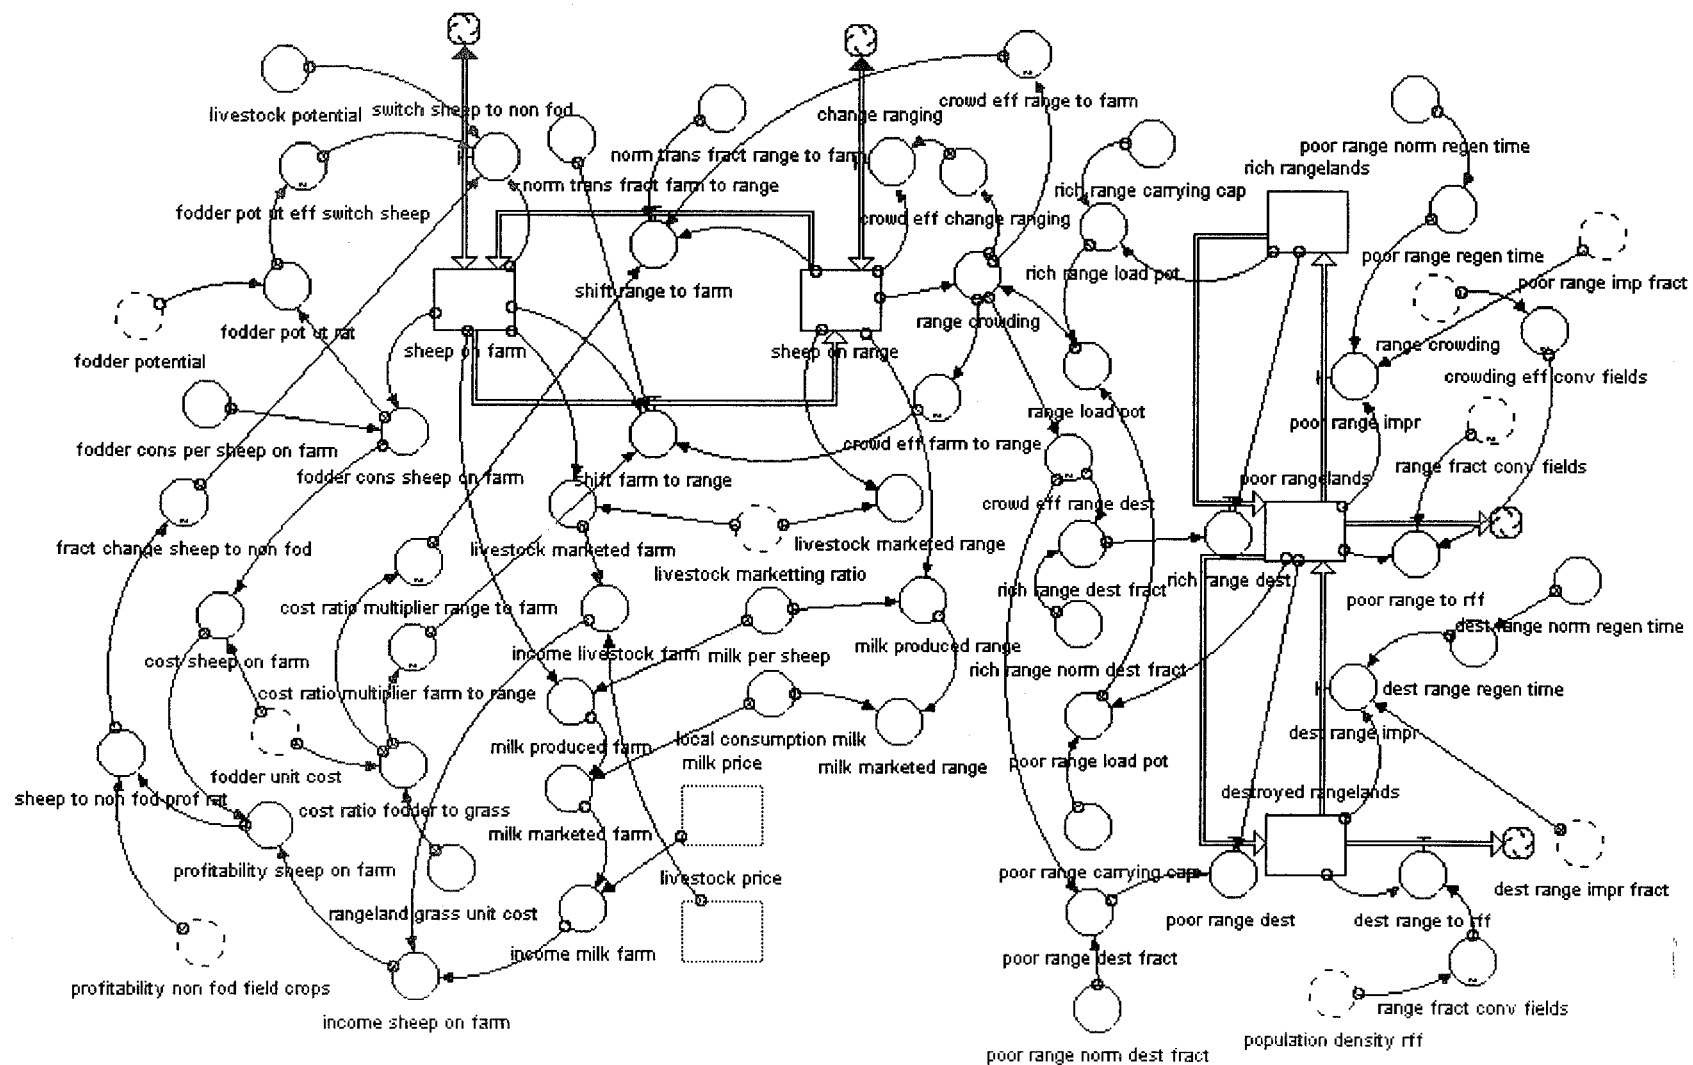 livestock potential
switch sheep to non fod
change ranging
crowd eff range to farm
norm trans fract range to farm
norm trans fract farm to range
poor range norm regen time
rich rangelands
rich range carrying cap
fodder pot ut eff switch sheep
crowd eff change ranging
poor range regen time
rich range load pot
poor range imp fract
shift range to farm
range crowding
fodder pot ut rat
fodder potential
sheep on farm
sheep on range
range crowding
crowding eff conv fields
range load pot
poor range impr
fodder cons per sheep on farm
crowd eff farm to range
range fract conv fields
fodder cons sheep on farm
shift farm to range
poor rangelands
crowd eff range dest
fract change sheep to non fod
livestock marketed farm
livestock marketed range
livestock marketting ratio
rich range dest
rich range dest fract
cost ratio multiplier range to farm
poor range to rff
dest range norm regen time
cost sheep on farm
income livestock farm
milk per sheep
milk produced range
rich range norm dest fract
cost ratio multiplier farm to range
dest range regen time
dest range impr
milk produced farm
local consumption milk
milk price
milk marketed range
poor range load pot
fodder unit cost
sheep to non fod prof rat
cost ratio fodder to grass
destroyed rangelands
milk marketed farm
profitability sheep on farm
livestock price
poor range carrying cap
dest range impr fract
rangeland grass unit cost
poor range dest
dest range to rff
income milk farm
poor range dest fract
profitability non fod field crops
range fract conv fields
income sheep on farm
population density rff
poor range norm dest fract